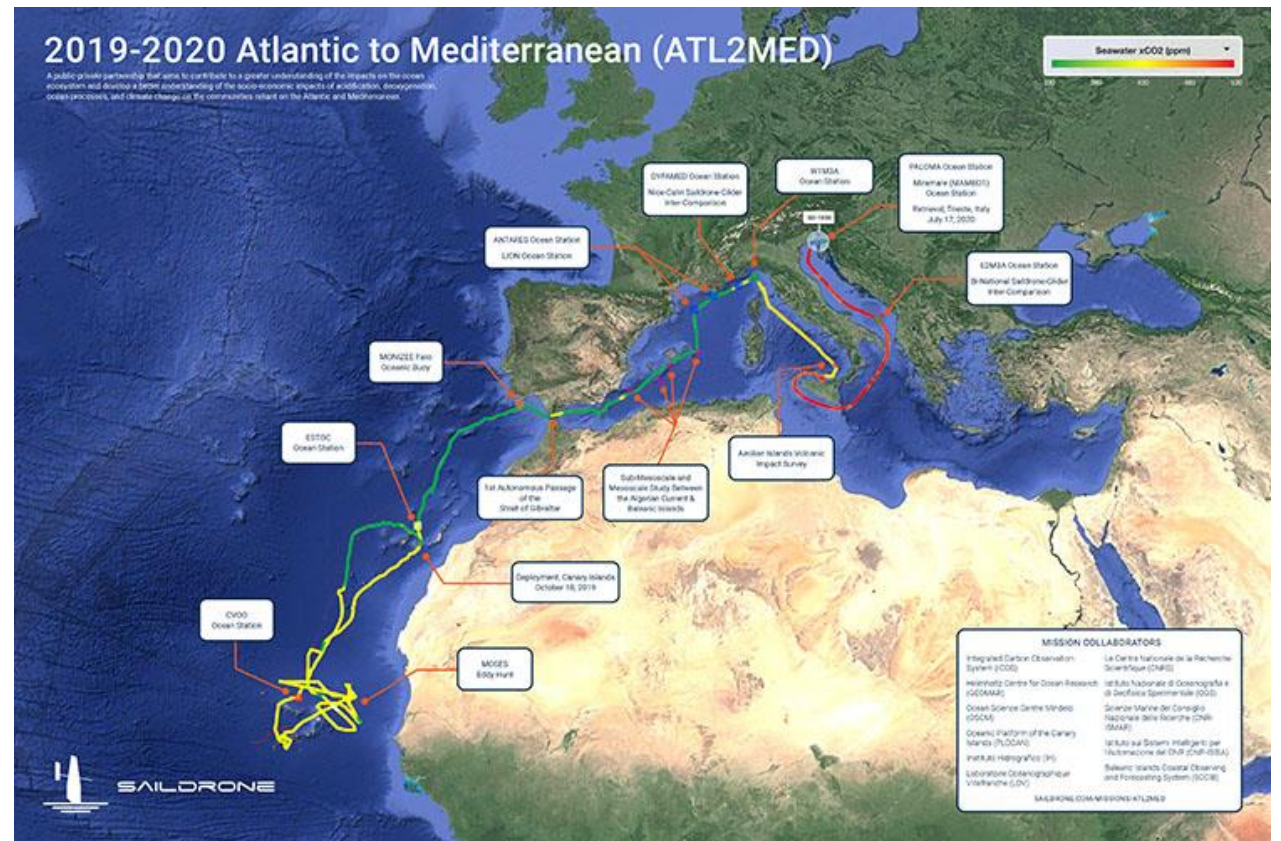 2019-2020 Atlantic to Mediterranean (ATL2MED)
A public-private partnership that aims to contribute to a greater understanding of the impacts on the ocean
ecosystem and develop a better understanding of the socio-economic impacts of acidification, deoxygenation,
ocean processes, and climate change on the communities reliant on the Atlantic and Mediterranean.
Seawater xCO2 (ppm)
DYFAMED Ocean Station
Nice-Calvi Saildrone-Glider
Inter-Comparison
W1M3A
Ocean Station
PALOMA Ocean Station
Miramare (MAMBO1)
Ocean Station
Retrieval, Trieste, Italy
July 17, 2020
ANTARES Ocean Station
LION Ocean Station
E2M3A Ocean Station
Bi-National Saildrone-Glider
Inter-Comparison
MONIZEE Faro
Oceanic Buoy
ESTOC
Ocean Station
1st Autonomous Passage
of the
Strait of Gibraltar
Sub-Mesoscale and
Mesoscale Study Between
the Algerian Current &
Balearic Islands
Aeolian Islands Volcanic
Impact Survey
Deployment, Canary Islands
October 18, 2019
CVOO
Ocean Station
MOSES
Eddy Hunt
MISSION COLLABORATORS
Integrated Carbon Observation
System (ICOS)
Helmholtz Centre for Ocean Research
(GEOMAR)
Ocean Science Centre Mindelo
(OSCM)
Oceanic Platform of the Canary
Islands (PLOCAN)
Instituto Hidrografico (IH)
Laboratoire Océanographique
Villefranche (LOV)
Le Centre Nationale de la Recherche
Scientifique (CNRS)
Istituto Nazionale di Oceanografia e
di Geofisica Sperimentale (OGS)
Scienze Marine del Consiglio
Nazionale delle Ricerche (CNR-
ISMAR)
Istituto sui Sistemi Intelligenti per
l'Automazione del CNR (CNR-ISSIA)
Balearic Islands Coastal Observing
and Forecasting System (SOCIB)
SAILDRONE.COM/MISSIONS/ATL2MED
SAILDRONE